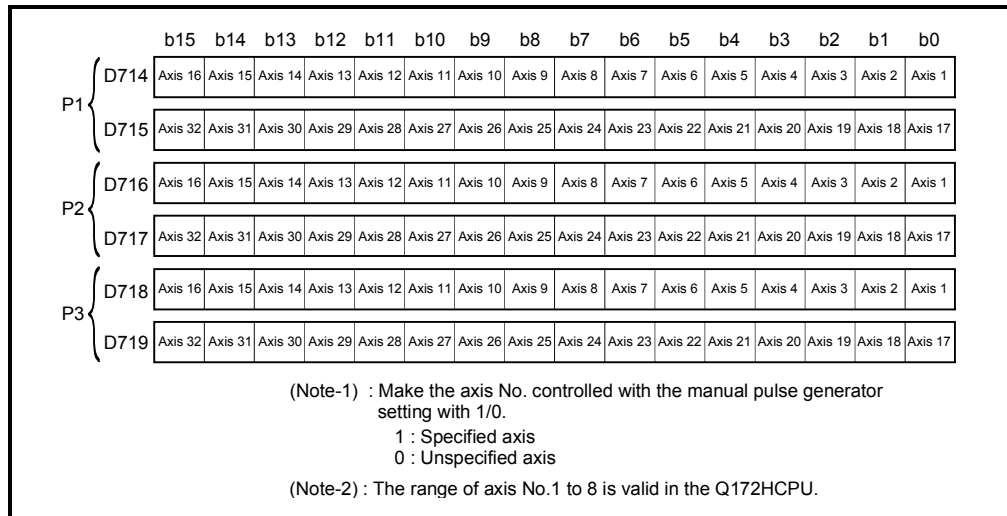 b15 b14 b13 b12 b11 b10 b9 b8 b7 b6 b5 b4 b3 b2 b1 b0
D714 Axis 16 Axis 15 Axis 14 Axis 13 Axis 12 Axis 11 Axis 10 Axis 9 Axis 8 Axis 7 Axis 6 Axis 5 Axis 4 Axis 3 Axis 2 Axis 1
P1
D715 Axis 32 Axis 31 Axis 30 Axis 29 Axis 28 Axis 27 Axis 26 Axis 25 Axis 24 Axis 23 Axis 22 Axis 21 Axis 20 Axis 19 Axis 18 Axis 17
D716 Axis 16 Axis 15 Axis 14 Axis 13 Axis 12 Axis 11 Axis 10 Axis 9 Axis 8 Axis 7 Axis 6 Axis 5 Axis 4 Axis 3 Axis 2 Axis 1
P2
D717 Axis 32 Axis 31 Axis 30 Axis 29 Axis 28 Axis 27 Axis 26 Axis 25 Axis 24 Axis 23 Axis 22 Axis 21 Axis 20 Axis 19 Axis 18 Axis 17
D718 Axis 16 Axis 15 Axis 14 Axis 13 Axis 12 Axis 11 Axis 10 Axis 9 Axis 8 Axis 7 Axis 6 Axis 5 Axis 4 Axis 3 Axis 2 Axis 1
P3
D719 Axis 32 Axis 31 Axis 30 Axis 29 Axis 28 Axis 27 Axis 26 Axis 25 Axis 24 Axis 23 Axis 22 Axis 21 Axis 20 Axis 19 Axis 18 Axis 17
(Note-1) : Make the axis No. controlled with the manual pulse generator
setting with 1/0.
1 : Specified axis
0 : Unspecified axis
(Note-2) : The range of axis No.1 to 8 is valid in the Q172HCPU.